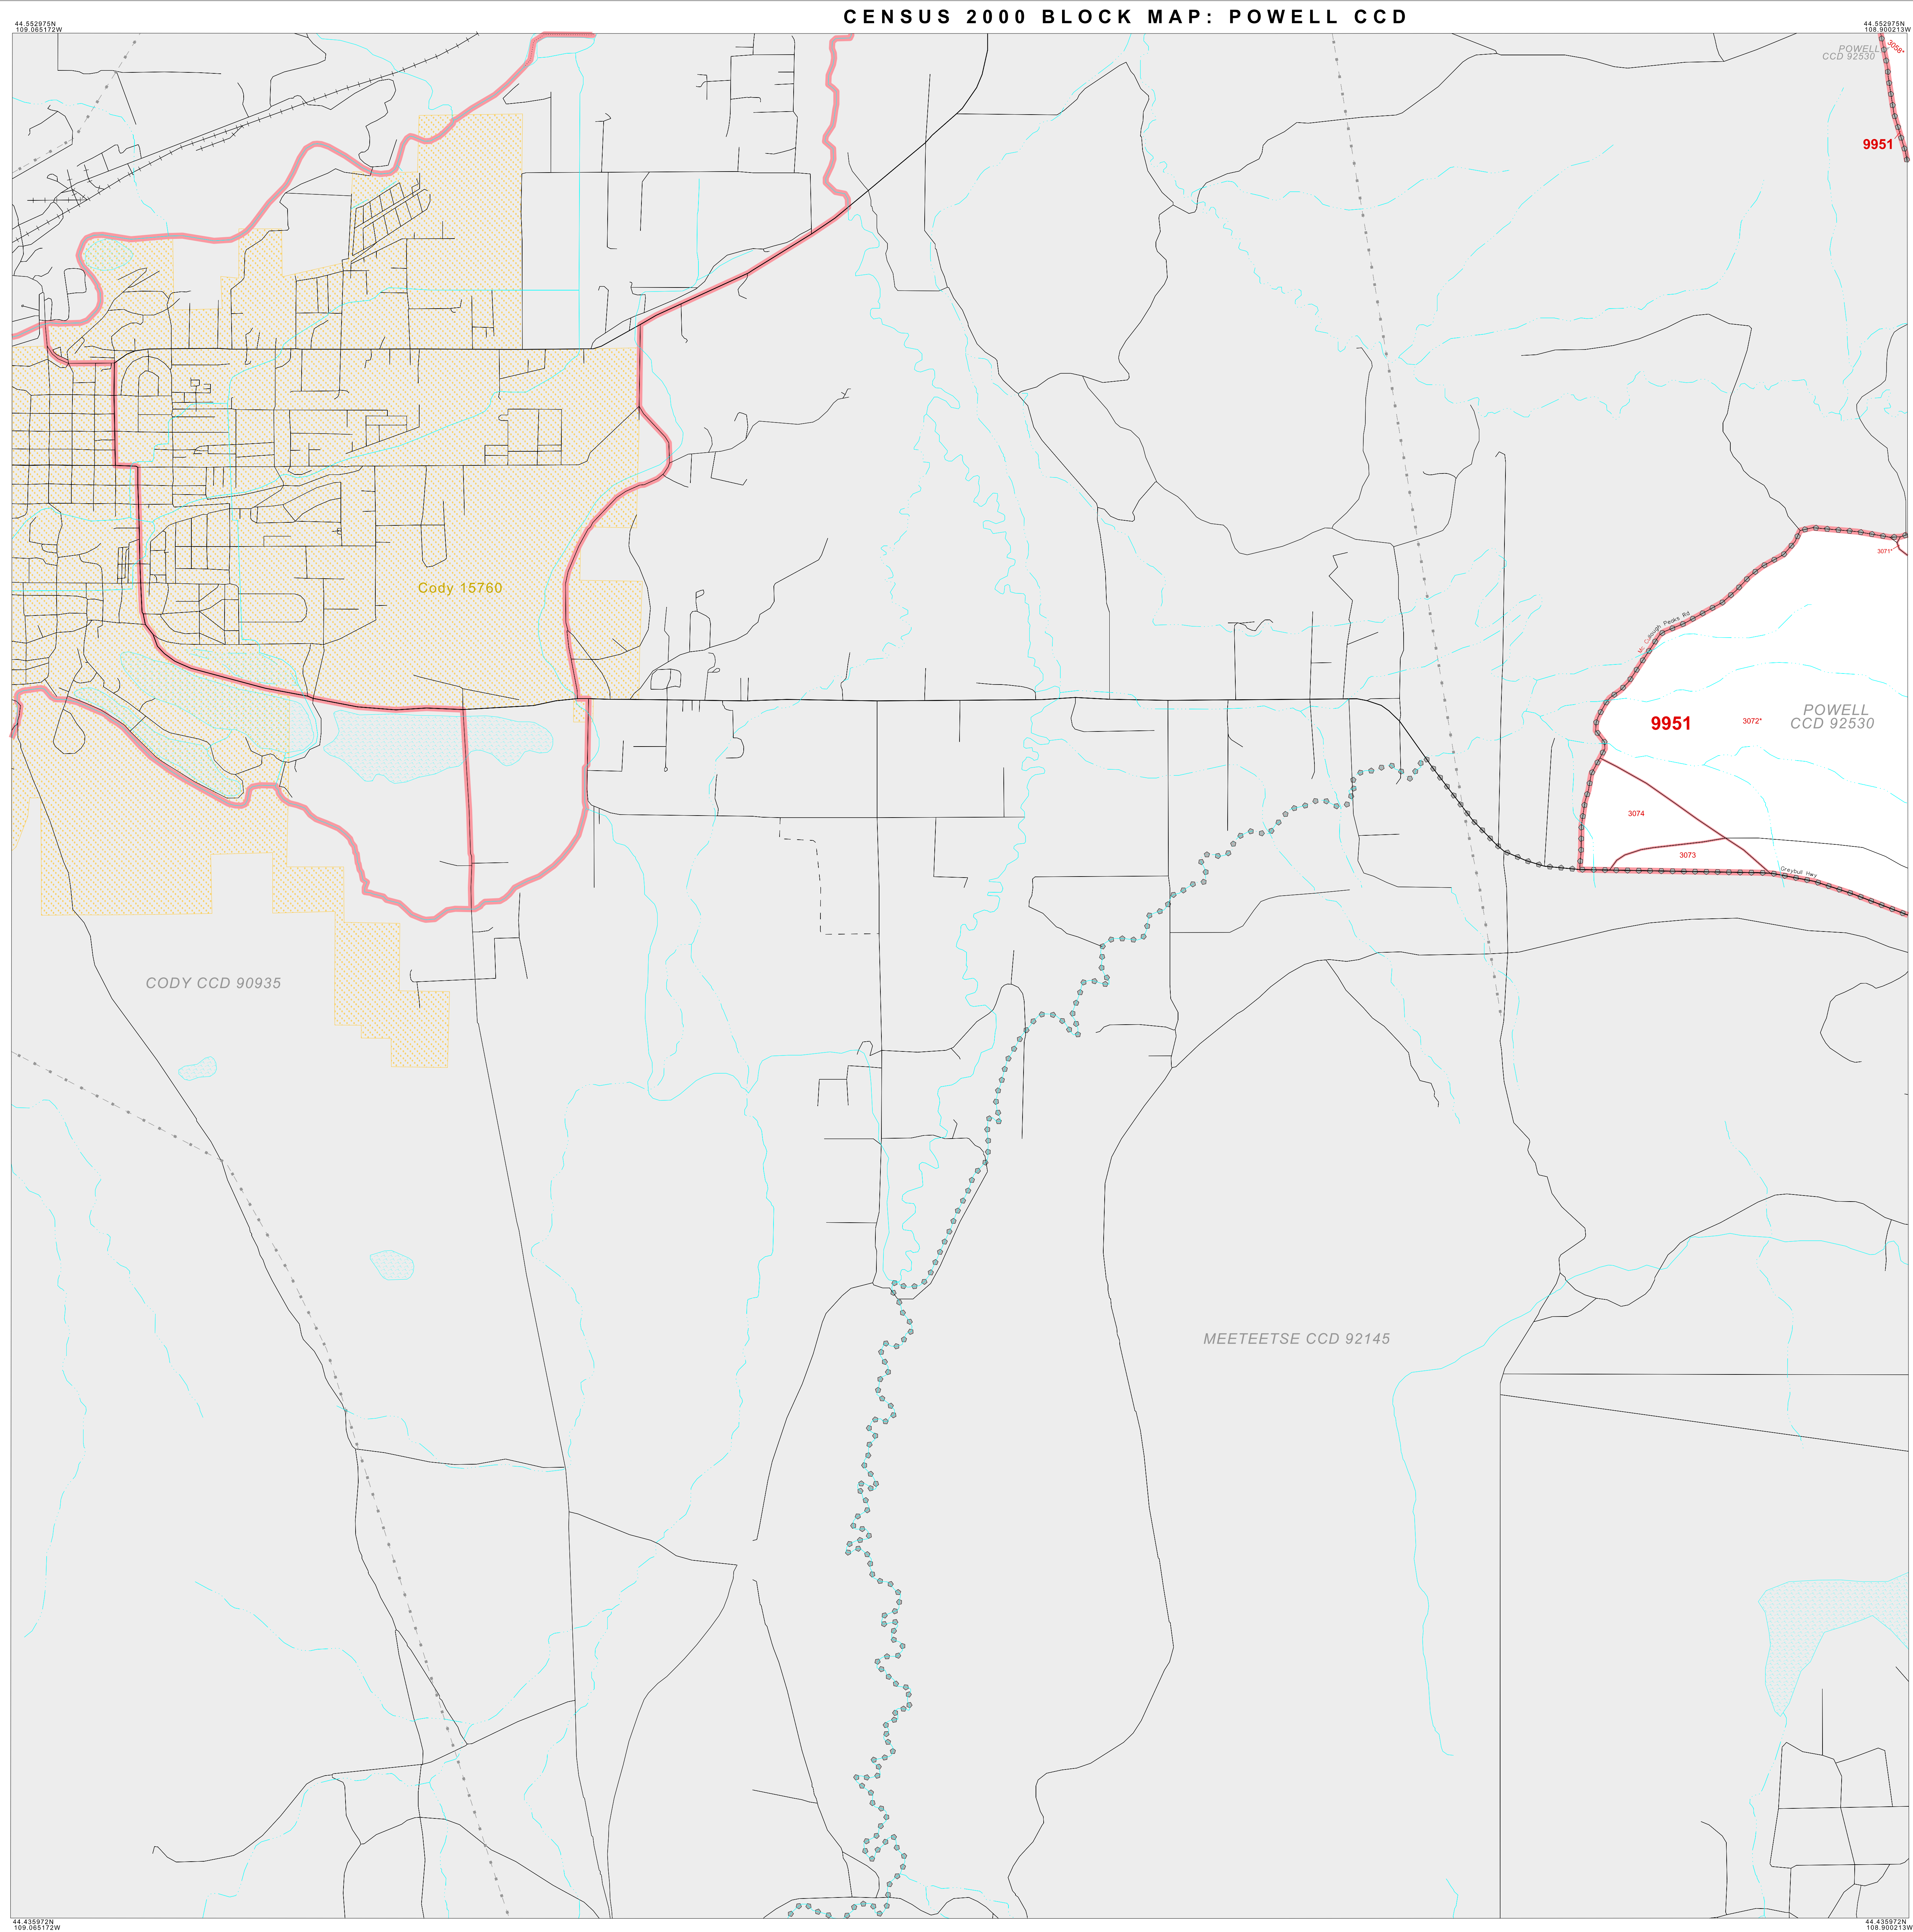 CENSUS 2000 BLOCK MAP: POWELL CCD
44.552975N
109.065172W
44.552975N
108.900213W
POWELL
CCD 92530
3058*
9951
Cody 15760
3071*
Mc Cullough Peaks Rd
9951
3072*
POWELL
CCD 92530
3074
3073
Greybull Hwy
CODY CCD 90935
MEETEETSE CCD 92145
44.435972N
109.065172W
44.435972N
108.900213W